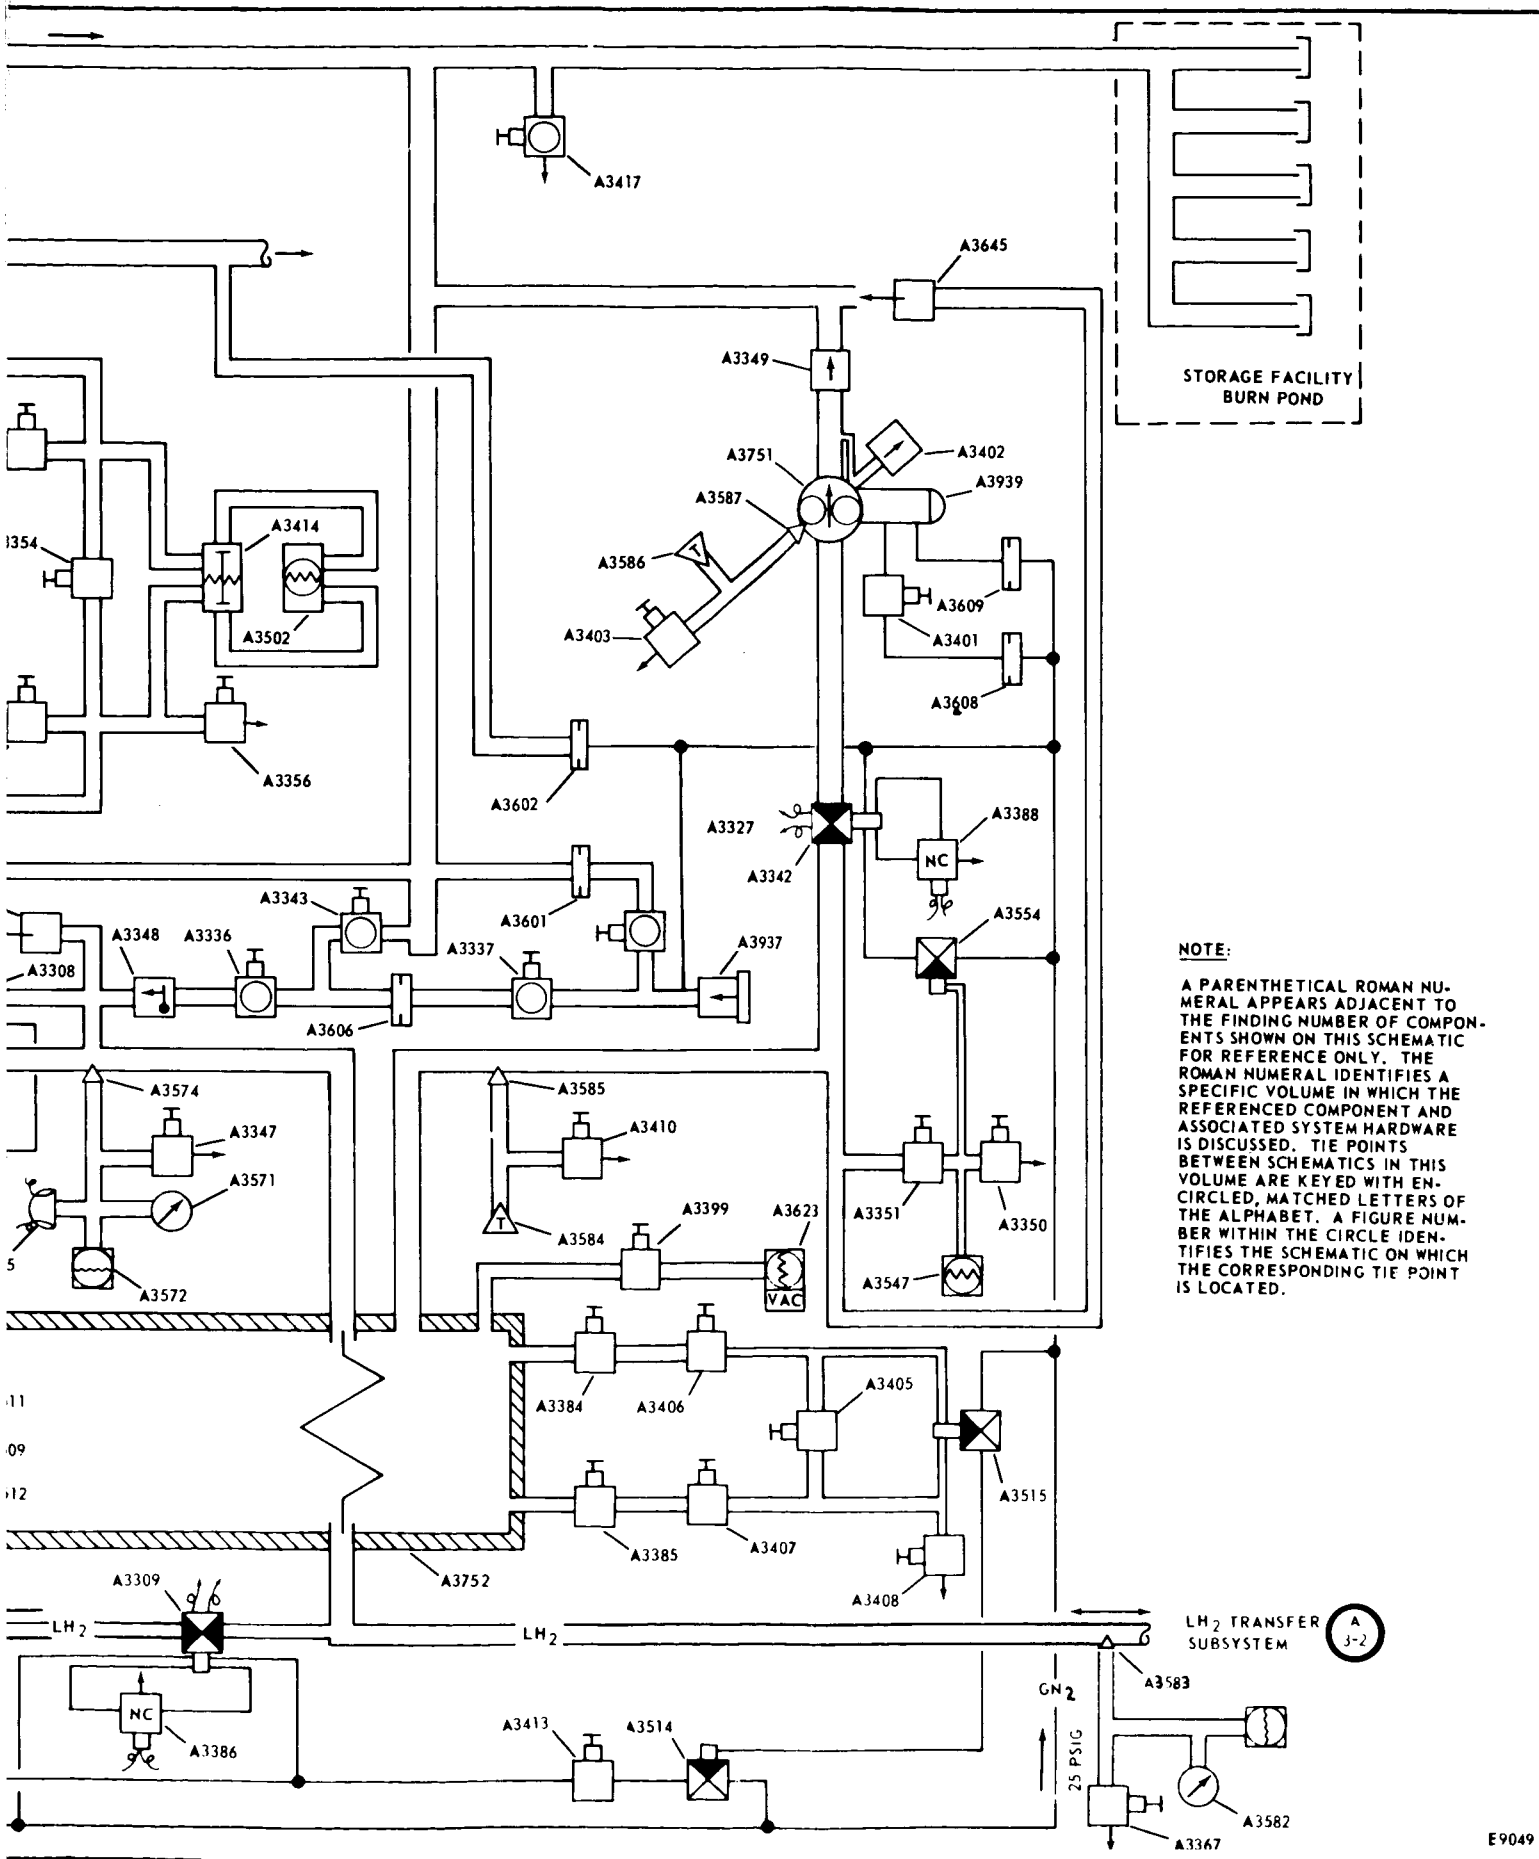 A3417
A3645
A3349
STORAGE FACILITY
BURN POND
A3402
A3751
A3939
A3587
A3414
3354
T
A3586
A3609
A3502
A3403
A3401
A3608
A3356
A3602
A3327
A3388
NC
A3342
A3343
A3601
A3554
A3348
A3336
A3337
A3937
A3308
A3606
NOTE:
A PARENTHETICAL ROMAN NU-
MERAL APPEARS ADJACENT TO
THE FINDING NUMBER OF COMPON-
ENTS SHOWN ON THIS SCHEMATIC
FOR REFERENCE ONLY. THE
ROMAN NUMERAL IDENTIFIES A
SPECIFIC VOLUME IN WHICH THE
REFERENCED COMPONENT AND
ASSOCIATED SYSTEM HARDWARE
IS DISCUSSED. TIE POINTS
BETWEEN SCHEMATICS IN THIS
VOLUME ARE KEYED WITH EN-
CIRCLED, MATCHED LETTERS OF
THE ALPHABET. A FIGURE NUM-
BER WITHIN THE CIRCLE IDEN-
TIFIES THE SCHEMATIC ON WHICH
THE CORRESPONDING TIE POINT
IS LOCATED.
A3574
A3585
A3347
A3410
A3571
A3399
A3623
A3351
A3350
T
A3584
5
A3572
VAC
A3547
A3384
A3406
A3405
11
09
12
A3515
A3385
A3407
A3309
A3752
A3408
LH2
LH2
LH2 TRANSFER
SUBSYSTEM
A
3-2
A3583
GN2
NC
A3386
A3413
A3514
25 PSIG
A3582
A3367
E9049